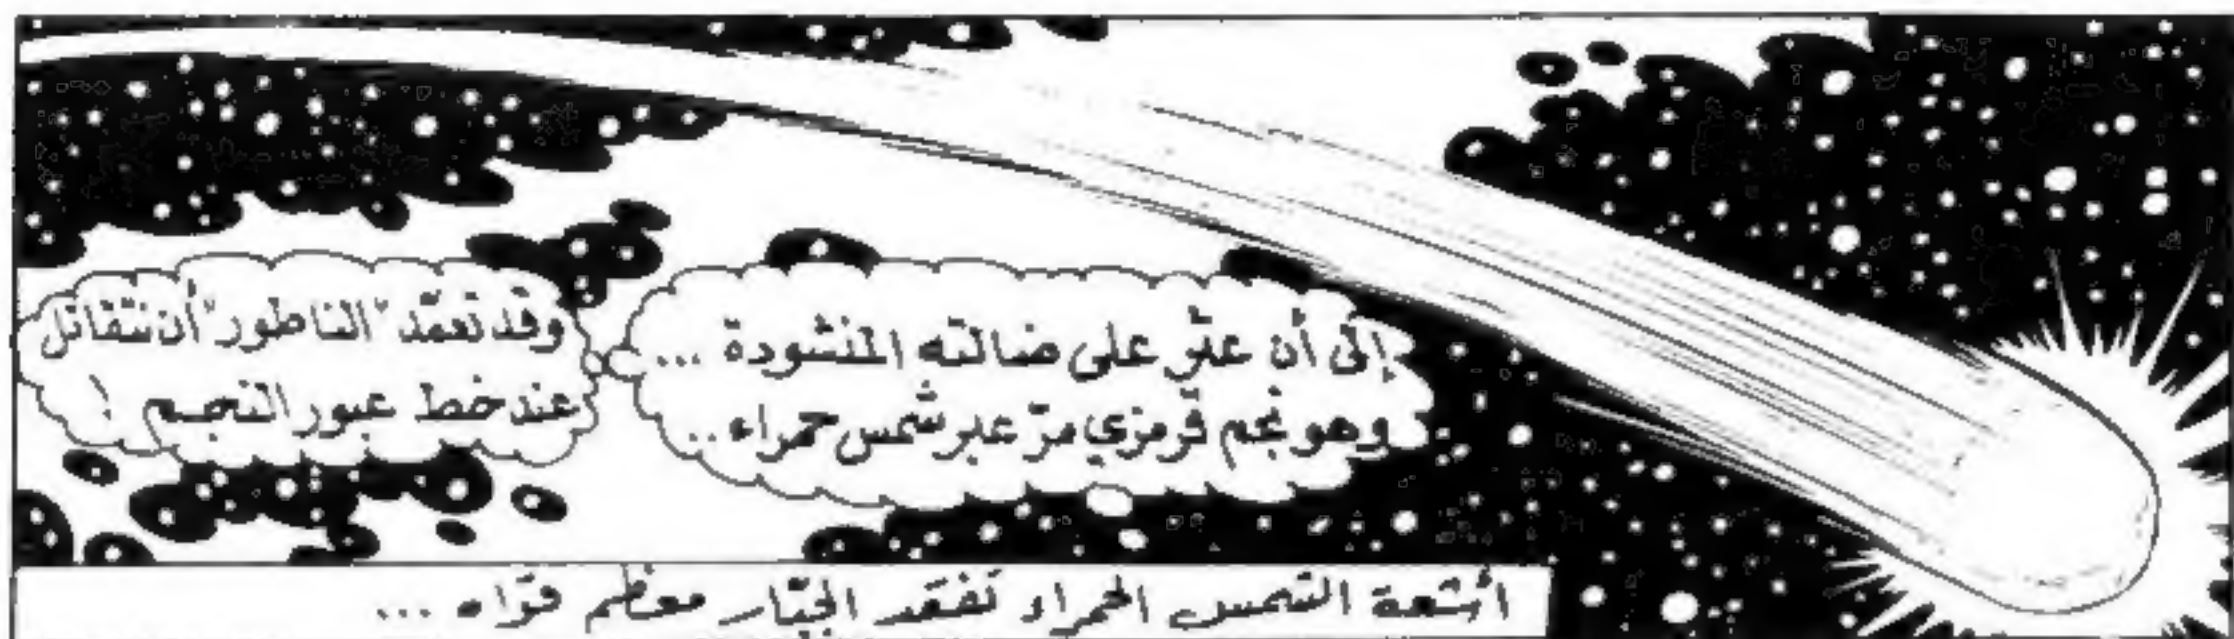 إلى أن عثر على ضالته المنشودة ...
وهو نجم قرمزي مرّ عبر شمس حمراء ..
وقد تعمّد "الناطور" أن نتقاتل
عند خط عبور النجم !
أشعة الشمس الحمراء تفقد الجبّار معظم قواه ...